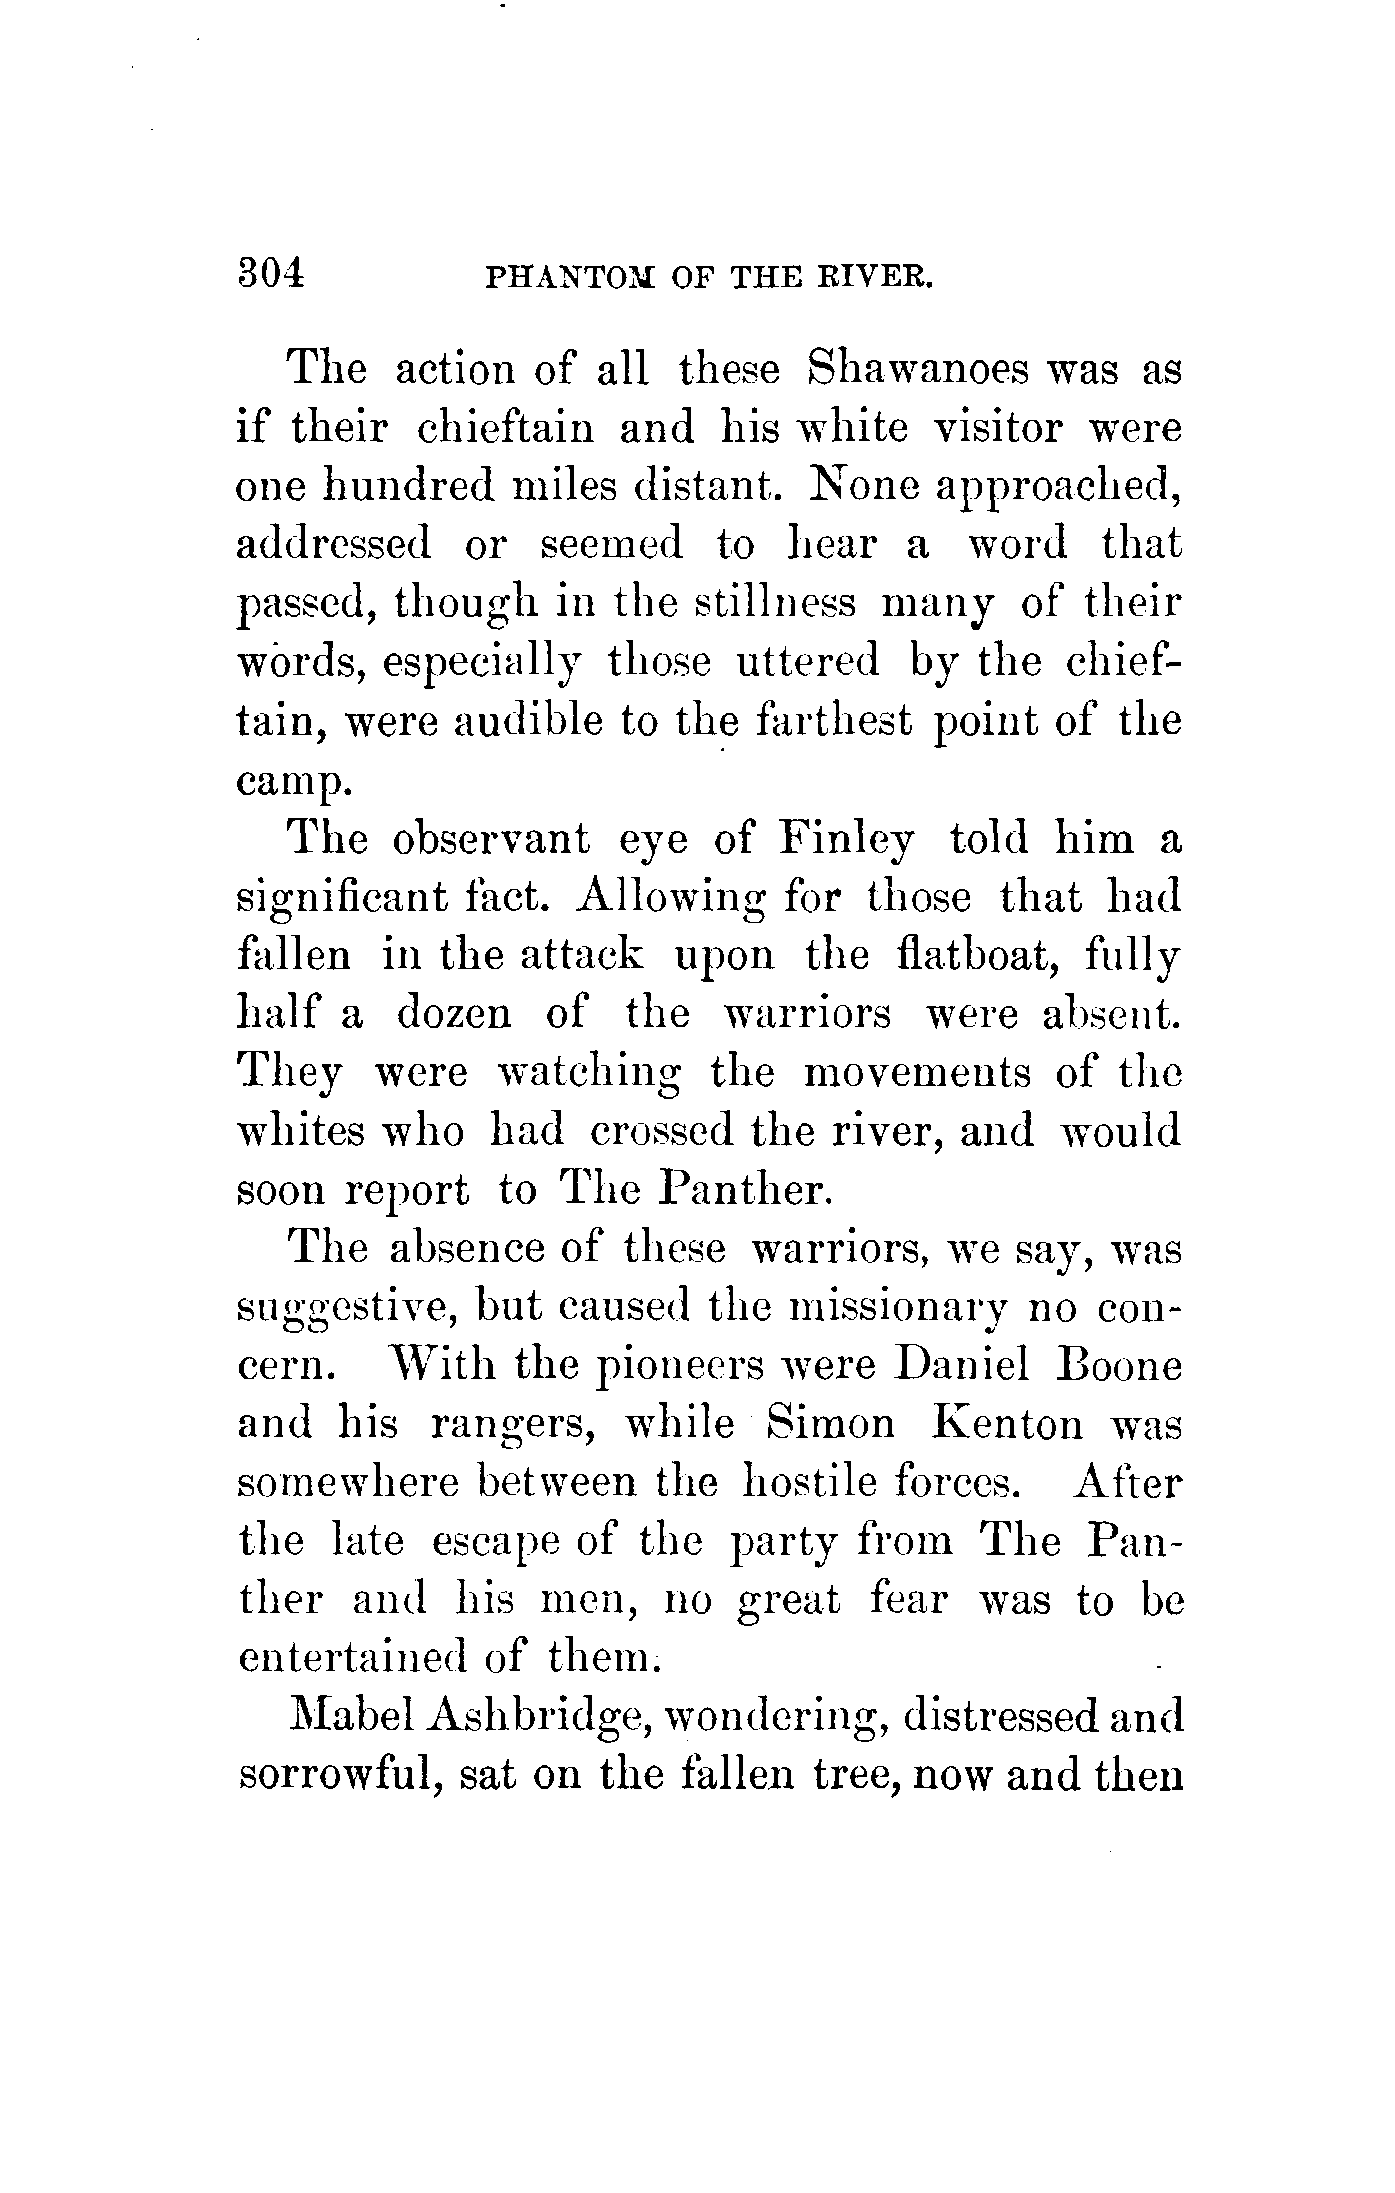 304 PHANTOM OF THE RIVER.
The action of all these Shawanoes was as
if their chieftain and his white visitor were
one hundred miles distant. None approached,
addressed or seemed to hear a word that
passed, though in the stillness many of their
words, especially those uttered by the chief-
tain, were audible to the farthest point of the
camp.
The observant eye of Finley told him a
significant fact. Allowing for those that had
fallen in the attack upon the flatboat, fully
half a dozen of the warriors were absent.
They were watching the movements of the
whites who had crossed the river, and would
soon report to The Panther.
The absence of these warriors, we say, was
suggestive, but caused the missionary no con-
cern. With the pioneers were Daniel Boone
and his rangers, while Simon Kenton was
somewhere between the hostile forces. After
the late escape of the party from The Pan-
ther and his men, no great fear was to be
entertained of them.
Mabel Ashbridge, wondering, distressed and
sorrowful, sat on the fallen tree, now and then